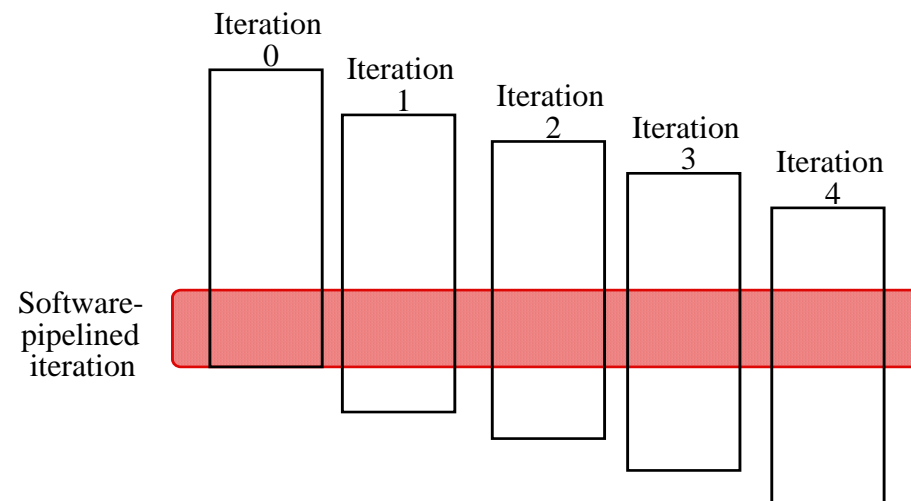 Iteration
0
Iteration
1
Iteration
2
Iteration
3
Iteration
4
Software-
pipelined
iteration